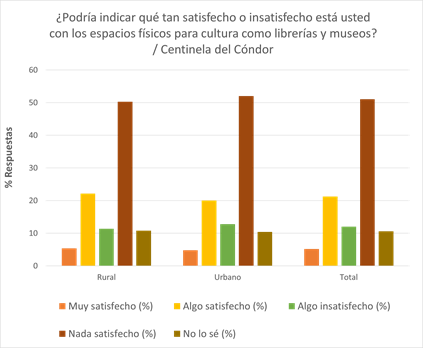 ¿Podría indicar qué tan satisfecho o insatisfecho está usted
con los espacios físicos para cultura como librerías y museos?
/ Centinela del Cóndor
% Respuestas
60
50
40
30
20
10
0
Rural
Urbano
Total
Muy satisfecho (%)
Algo satisfecho (%)
Algo insatisfecho (%)
Nada satisfecho (%)
No lo sé (%)